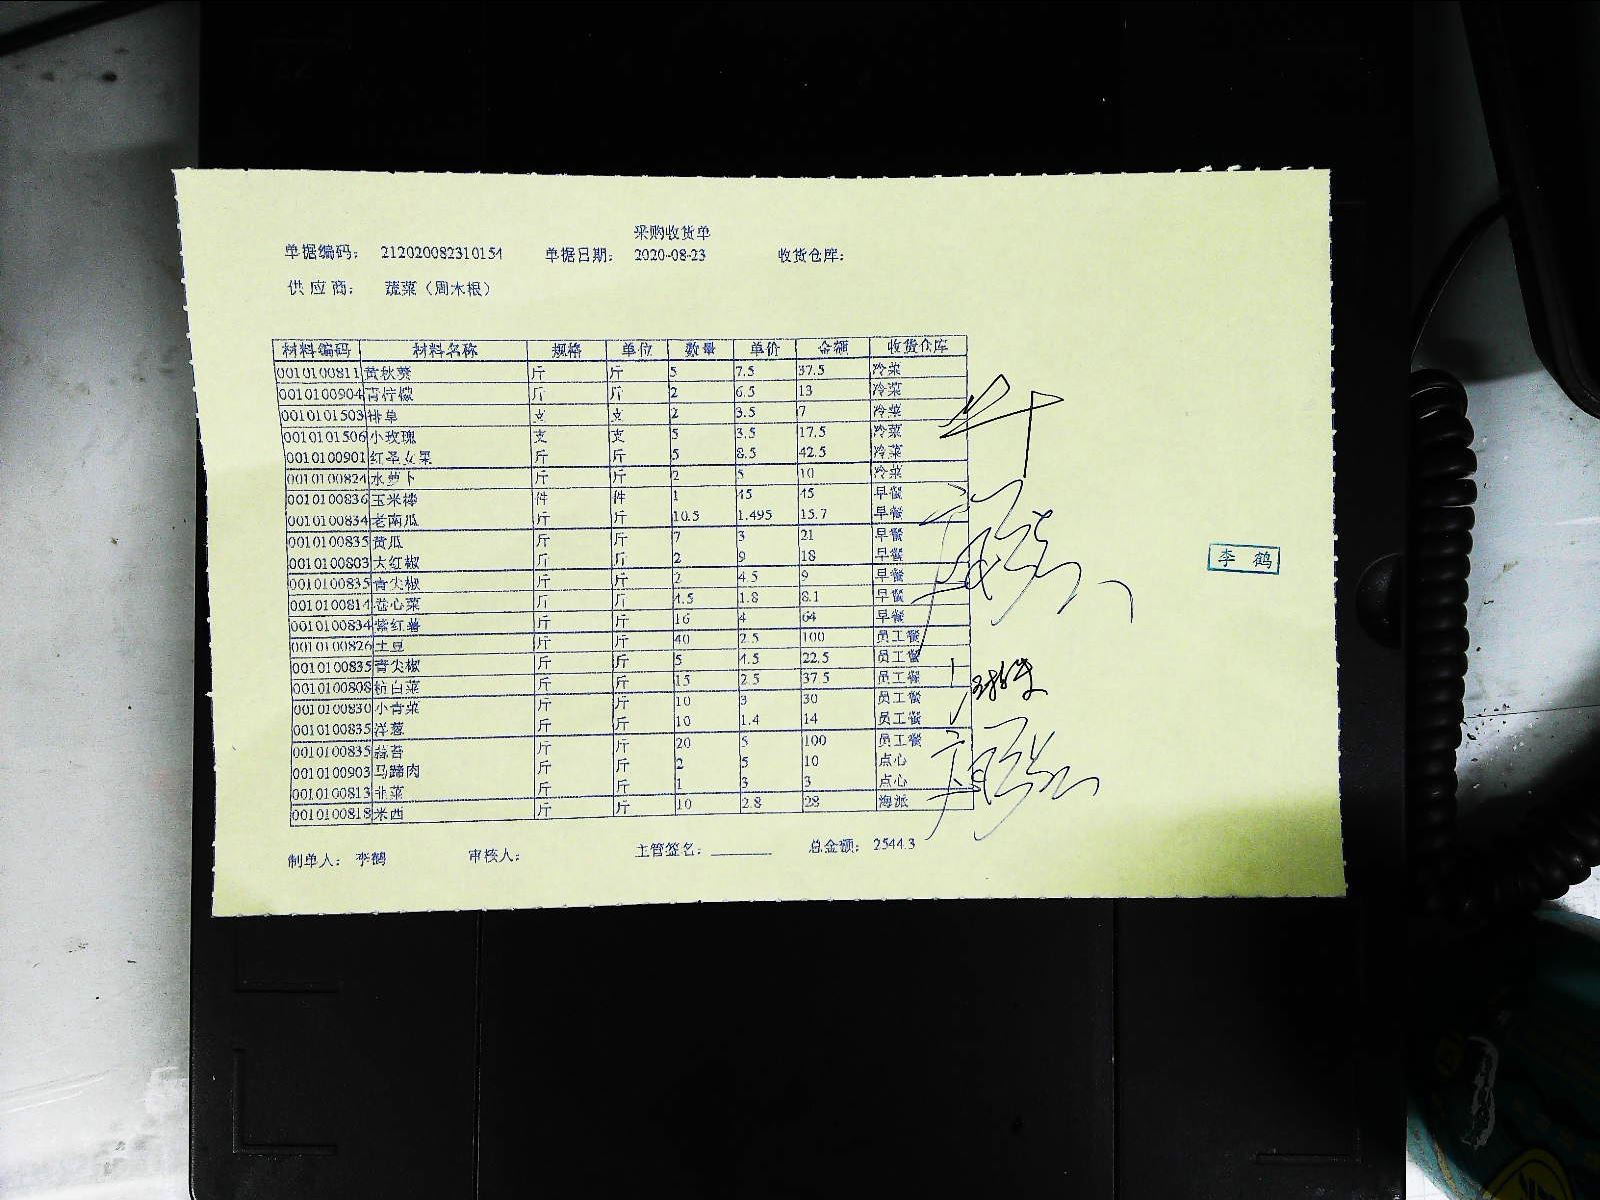 采购收货单
单据编码: 212020082310154 单据日期: 2020-08-23 收货仓库:
供应商: 蔬菜（周木根）
材料编码 材料名称 规格 单位 数量 单价 金额 收货仓库
0010100811 黄秋葵 斤 斤 5 7.5 37.5 冷菜
0010100904 青柠檬 斤 斤 2 6.5 13 冷菜
0010101503 排草 支 支 2 3.5 7 冷菜
0010101506 小玫瑰 支 支 5 3.5 17.5 冷菜
0010100901 红圣女果 斤 斤 5 8.5 42.5 冷菜
0010100824 水萝卜 斤 斤 2 5 10 冷菜
0010100836 玉米棒 件 件 1 45 45 早餐
0010100834 老南瓜 斤 斤 10.5 1.495 15.7 早餐
0010100835 黄瓜 斤 斤 7 3 21 早餐
0010100803 大红椒 斤 斤 2 9 18 早餐
0010100835 青尖椒 斤 斤 2 4.5 9 早餐
0010100814 卷心菜 斤 斤 4.5 1.8 8.1 早餐
0010100834 紫红薯 斤 斤 16 4 64 早餐
0010100826 土豆 斤 斤 40 2.5 100 员工餐
0010100835 青尖椒 斤 斤 5 4.5 22.5 员工餐
0010100808 杭白菜 斤 斤 15 2.5 37.5 员工餐
0010100830 小青菜 斤 斤 10 3 30 员工餐
0010100835 洋葱 斤 斤 10 1.4 14 员工餐
0010100835 蒜苔 斤 斤 20 5 100 员工餐
0010100903 马蹄肉 斤 斤 2 5 10 点心
0010100813 韭菜 斤 斤 1 3 3 点心
0010100818 米西 斤 斤 10 2.8 28 海派
李鹤
制单人: 李鹤 审核人: 主管签名: 总金额: 2544.3